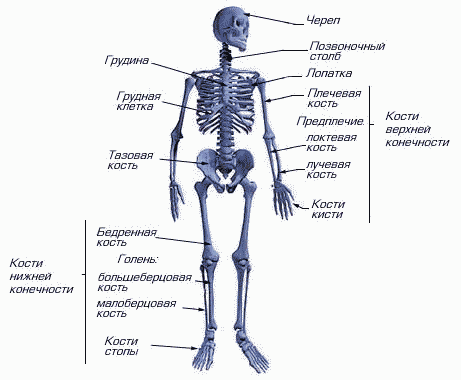 Череп
Позвоночный
столб
Грудина
Лопатка
Грудная
клетка
Плечевая
кость
Предплечие:
локтевая
кость
лучевая
кость
Кости
верхней
конечности
Тазовая
кость
Кости
кисти
Бедренная
кость
Голень:
большеберцовая
кость
малоберцовая
кость
Кости
стопы
Кости
нижней
конечности